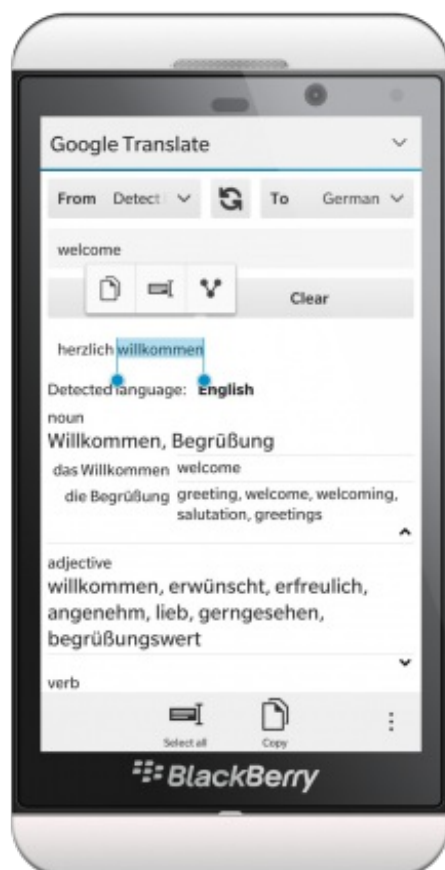 Google Translate
From Detect To German
welcome
Clear
herzlich willkommen
Detected language: English
noun
Willkommen, Begrüßung
das Willkommen welcome
die Begrüßung greeting, welcome, welcoming,
salutation, greetings
adjective
willkommen, erwünscht, erfreulich,
angenehm, lieb, gerngesehen,
begrüßungswert
verb
Select all Copy
BlackBerry